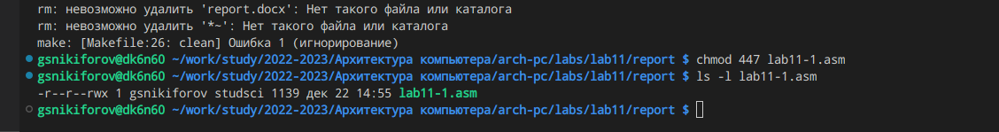 rm: невозможно удалить 'report.docx': Нет такого файла или каталога
rm: невозможно удалить '*~': Нет такого файла или каталога
make: [Makefile:26: clean] Ошибка 1 (игнорирование)
gsnikiforov@dk6n60 ~/work/study/2022-2023/Архитектура компьютера/arch-pc/labs/lab11/report $ chmod 447 lab11-1.asm
gsnikiforov@dk6n60 ~/work/study/2022-2023/Архитектура компьютера/arch-pc/labs/lab11/report $ ls -l lab11-1.asm
-r--r--rwx 1 gsnikiforov studsci 1139 дек 22 14:55 lab11-1.asm
gsnikiforov@dk6n60 ~/work/study/2022-2023/Архитектура компьютера/arch-pc/labs/lab11/report $